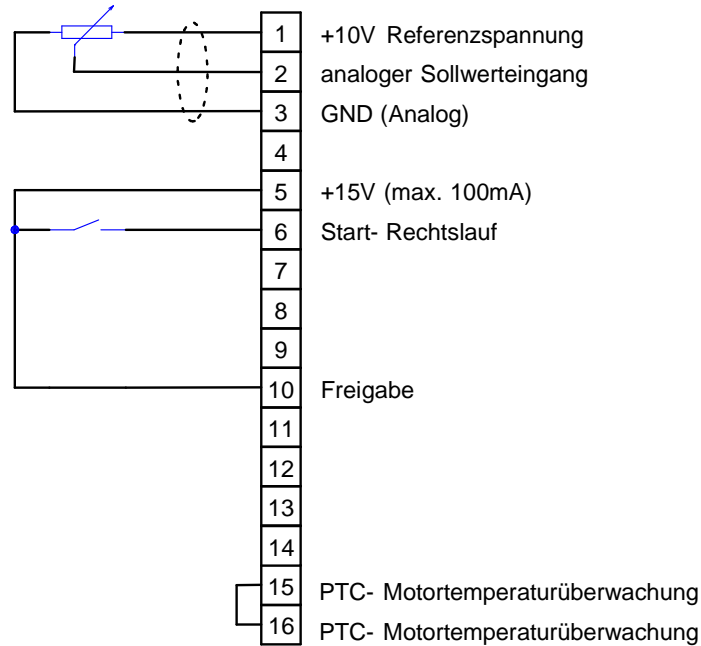 1 +10V Referenzspannung
2 analoger Sollwerteingang
3 GND (Analog)
4
5 +15V (max. 100mA)
6 Start- Rechtslauf
7
8
9
10 Freigabe
11
12
13
14
15 PTC- Motortemperaturüberwachung
16 PTC- Motortemperaturüberwachung